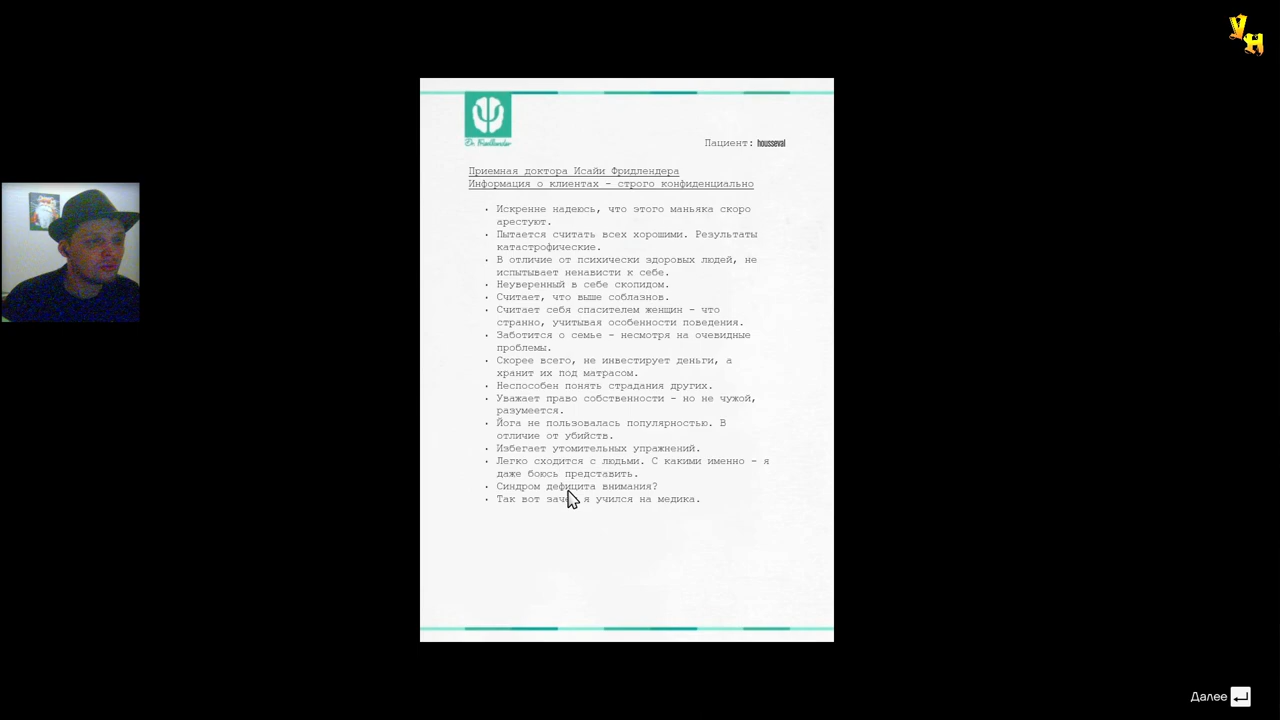 УН
Dr. Friedlander
Пациент: housseval
Приемная доктора Исайи Фридлендера
Информация о клиентах - строго конфиденциально
· Искренне надеюсь, что этого маньяка скоро
арестуют.
· Пытается считать всех хорошими. Результаты
катастрофические.
· В отличие от психически здоровых людей, не
испытывает ненависти к себе.
· Неуверенный в себе скопидом.
· Считает, что выше соблазнов.
· Считает себя спасителем женщин - что
странно, учитывая особенности поведения.
· Заботится о семье - несмотря на очевидные
проблемы.
· Скорее всего, не инвестирует деньги, а
хранит их под матрасом.
· Неспособен понять страдания других.
· Уважает право собственности - но не чужой,
разумеется.
· Йога не пользовалась популярностью. В
отличие от убийств.
· Избегает утомительных упражнений.
· Легко сходится с людьми. С какими именно - я
даже боюсь представить.
· Синдром дефицита внимания?
· Так вот зачем я учился на медика.
Далее